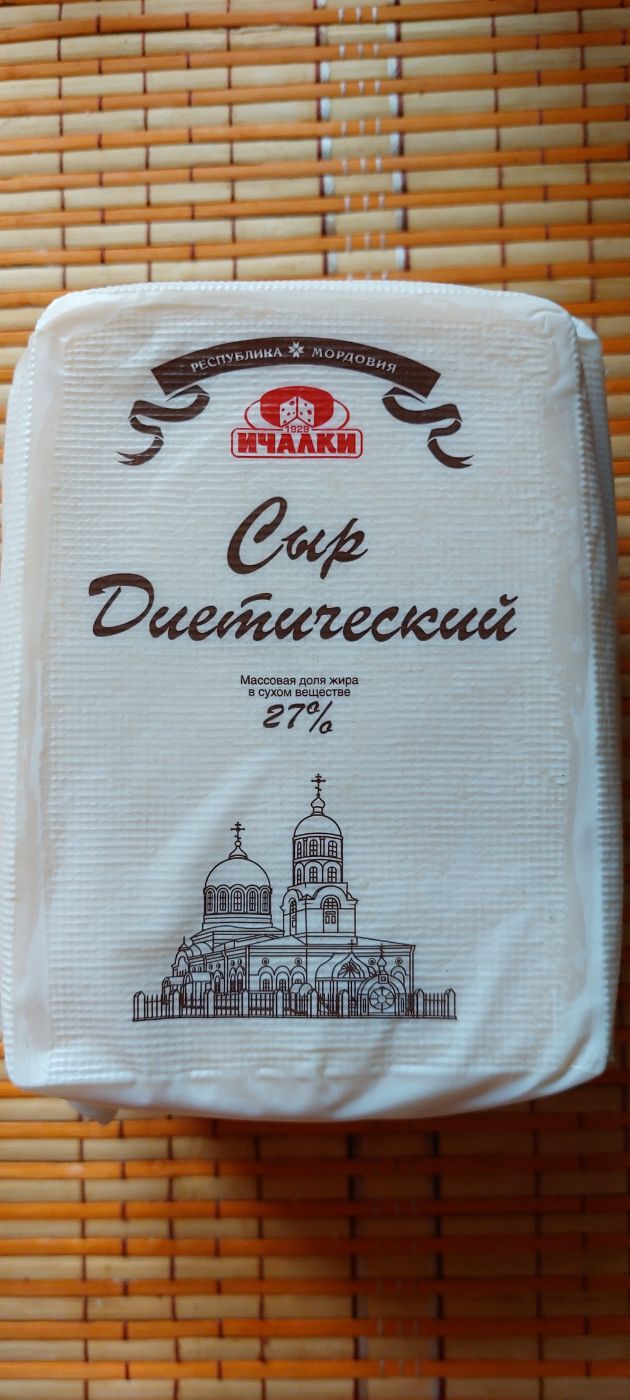 РЕСПУБЛИКА МОРДОВИЯ
1929
ИЧАЛКИ
Сыр
Диетический
Массовая доля жира
в сухом веществе
27%